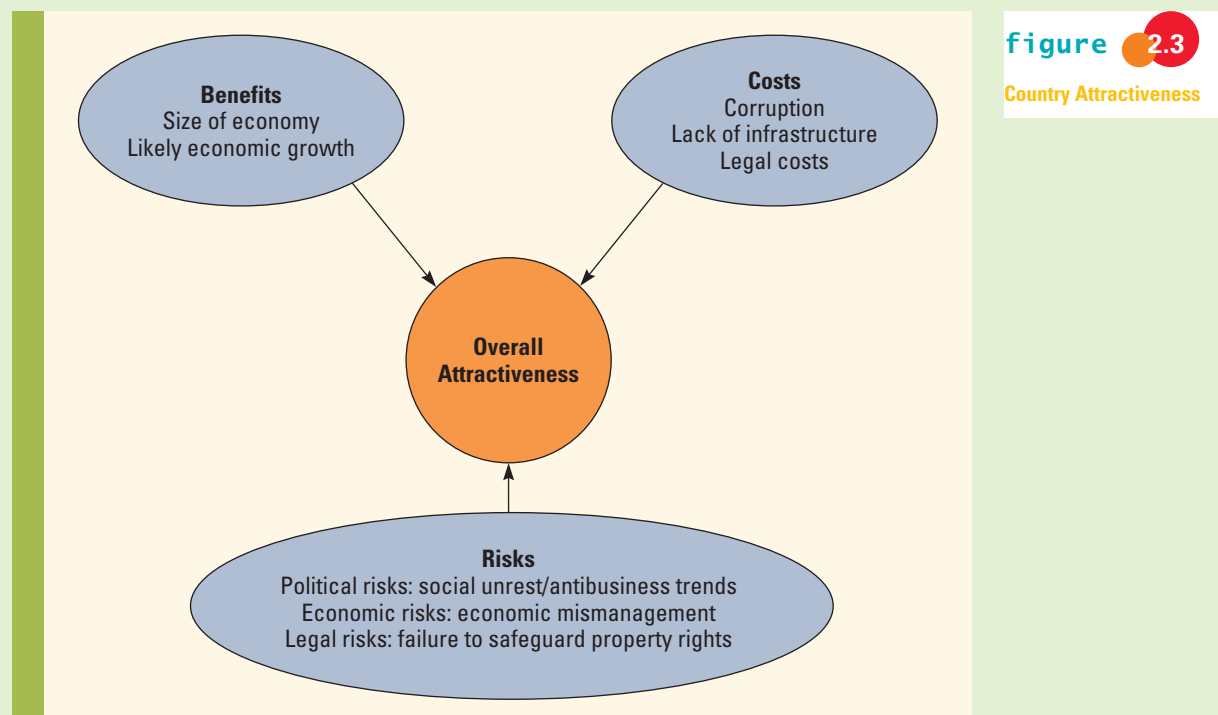 figure 2.3
Country Attractiveness
Benefits
Size of economy
Likely economic growth
Costs
Corruption
Lack of infrastructure
Legal costs
Overall
Attractiveness
Risks
Political risks: social unrest/antibusiness trends
Economic risks: economic mismanagement
Legal risks: failure to safeguard property rights